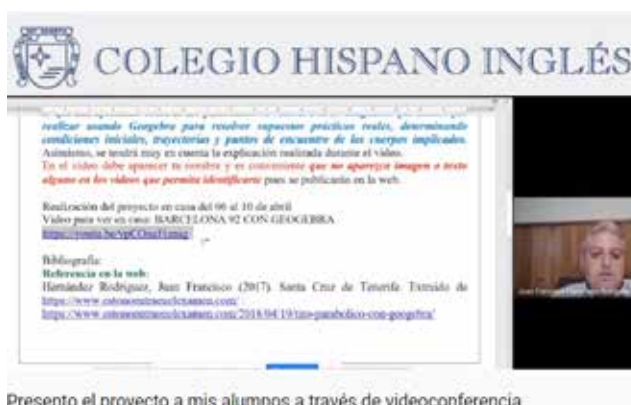 COLEGIO HISPANO INGLÉS
realizar usando Geogebra para resolver supuestos prácticos reales, determinando
condiciones iniciales, trayectorias y puntos de encuentro de los cuerpos implicados.
Asimismo, se tendrá muy en cuenta la explicación realizada durante el video.
En el video debe aparecer tu nombre y es conveniente que no aparezca imagen o texto
alguno en los videos que permita identificarte pues se publicarán en la web.
Realización del proyecto en casa del 06 al 10 de abril
Video para ver en casa: BARCELONA 92 CON GEOGEBRA
Bibliografía:
Referencia en la web:
Hernández Rodríguez, Juan Francisco (2017). Santa Cruz de Tenerife. Extraído de
Presento el proyecto a mis alumnos a través de videoconferencia